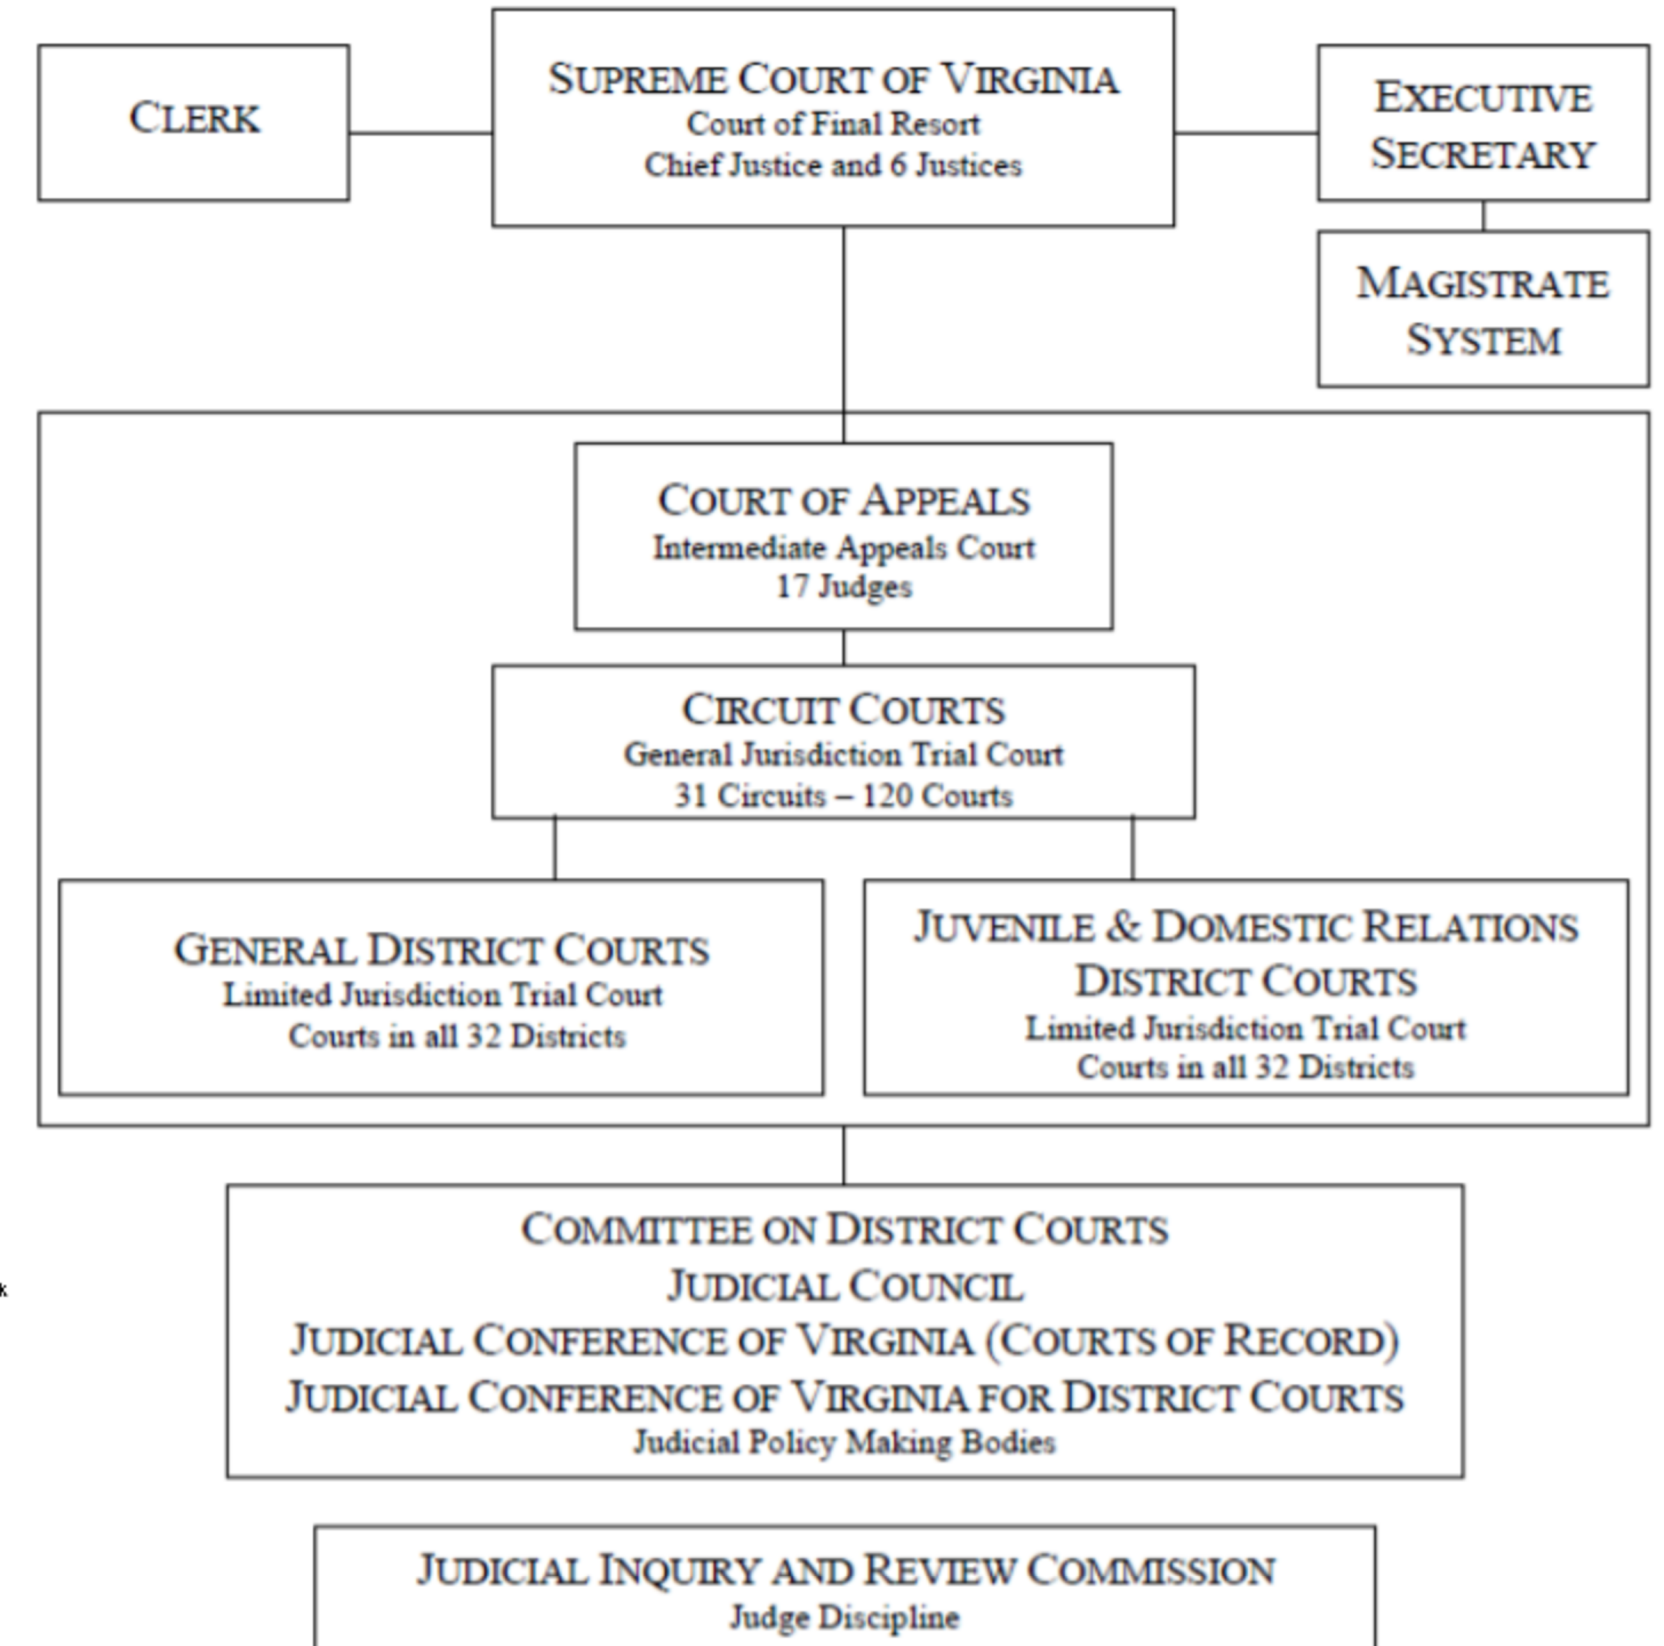 CLERK
SUPREME COURT OF VIRGINIA
Court of Final Resort
Chief Justice and 6 Justices
EXECUTIVE
SECRETARY
MAGISTRATE
SYSTEM
COURT OF APPEALS
Intermediate Appeals Court
17 Judges
CIRCUIT COURTS
General Jurisdiction Trial Court
31 Circuits – 120 Courts
GENERAL DISTRICT COURTS
Limited Jurisdiction Trial Court
Courts in all 32 Districts
JUVENILE & DOMESTIC RELATIONS
DISTRICT COURTS
Limited Jurisdiction Trial Court
Courts in all 32 Districts
COMMITTEE ON DISTRICT COURTS
JUDICIAL COUNCIL
JUDICIAL CONFERENCE OF VIRGINIA (COURTS OF RECORD)
JUDICIAL CONFERENCE OF VIRGINIA FOR DISTRICT COURTS
Judicial Policy Making Bodies
JUDICIAL INQUIRY AND REVIEW COMMISSION
Judge Discipline